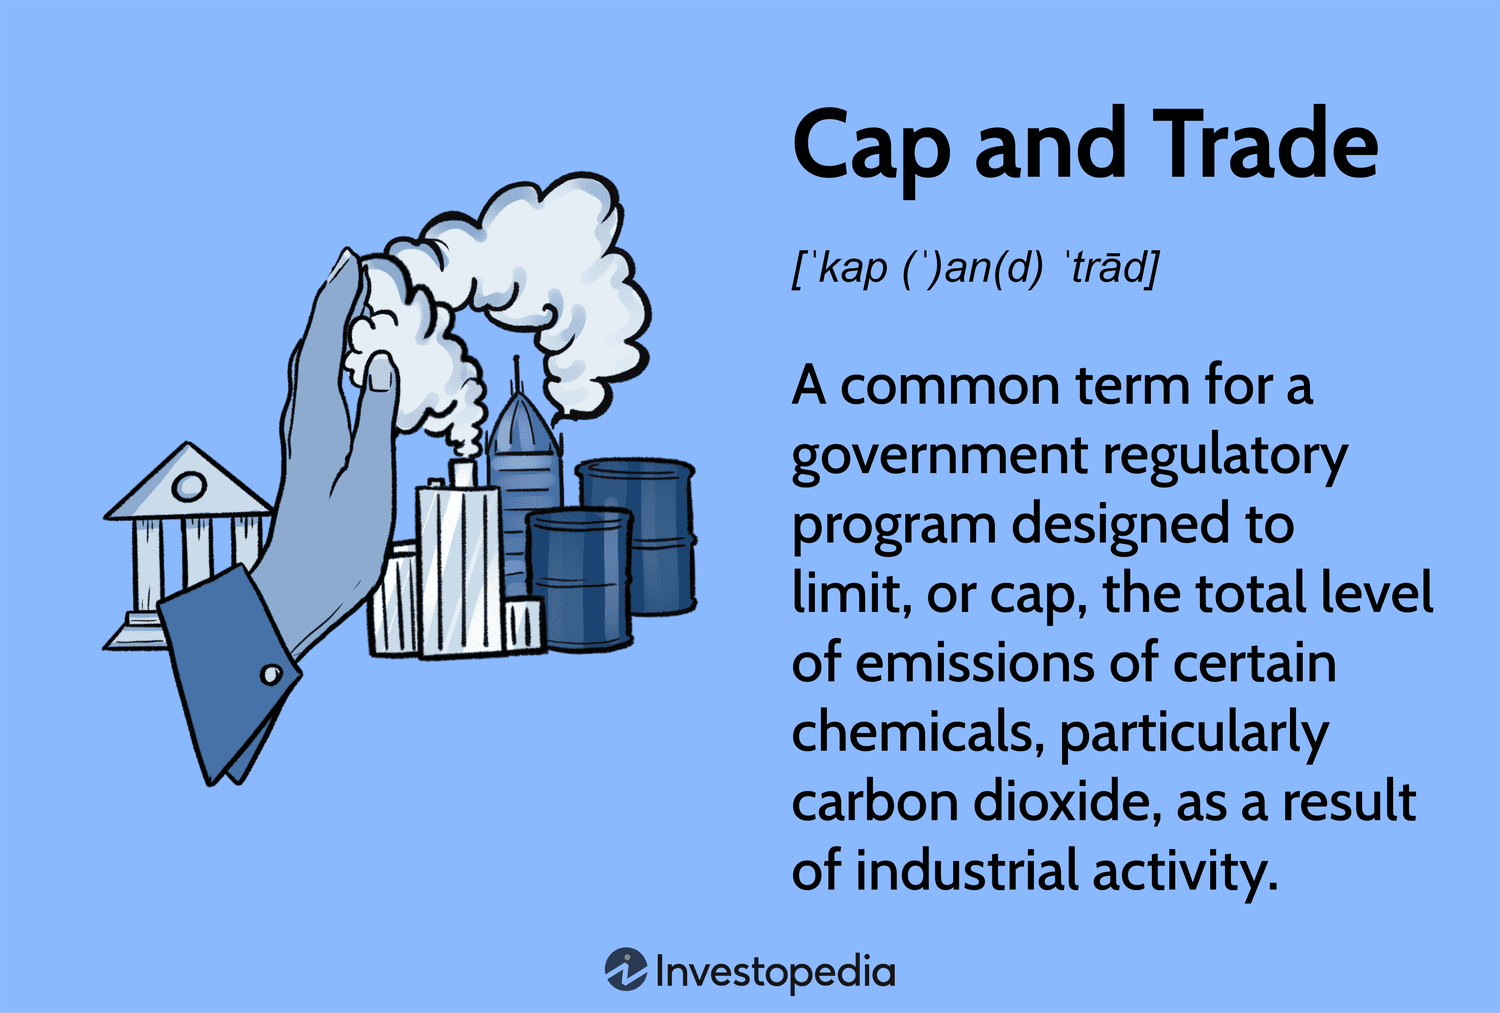 Cap and Trade
[ˈkap (ˈ)an(d) ˈtrād]
A common term for a
government regulatory
program designed to
limit, or cap, the total level
of emissions of certain
chemicals, particularly
carbon dioxide, as a result
of industrial activity.
Investopedia